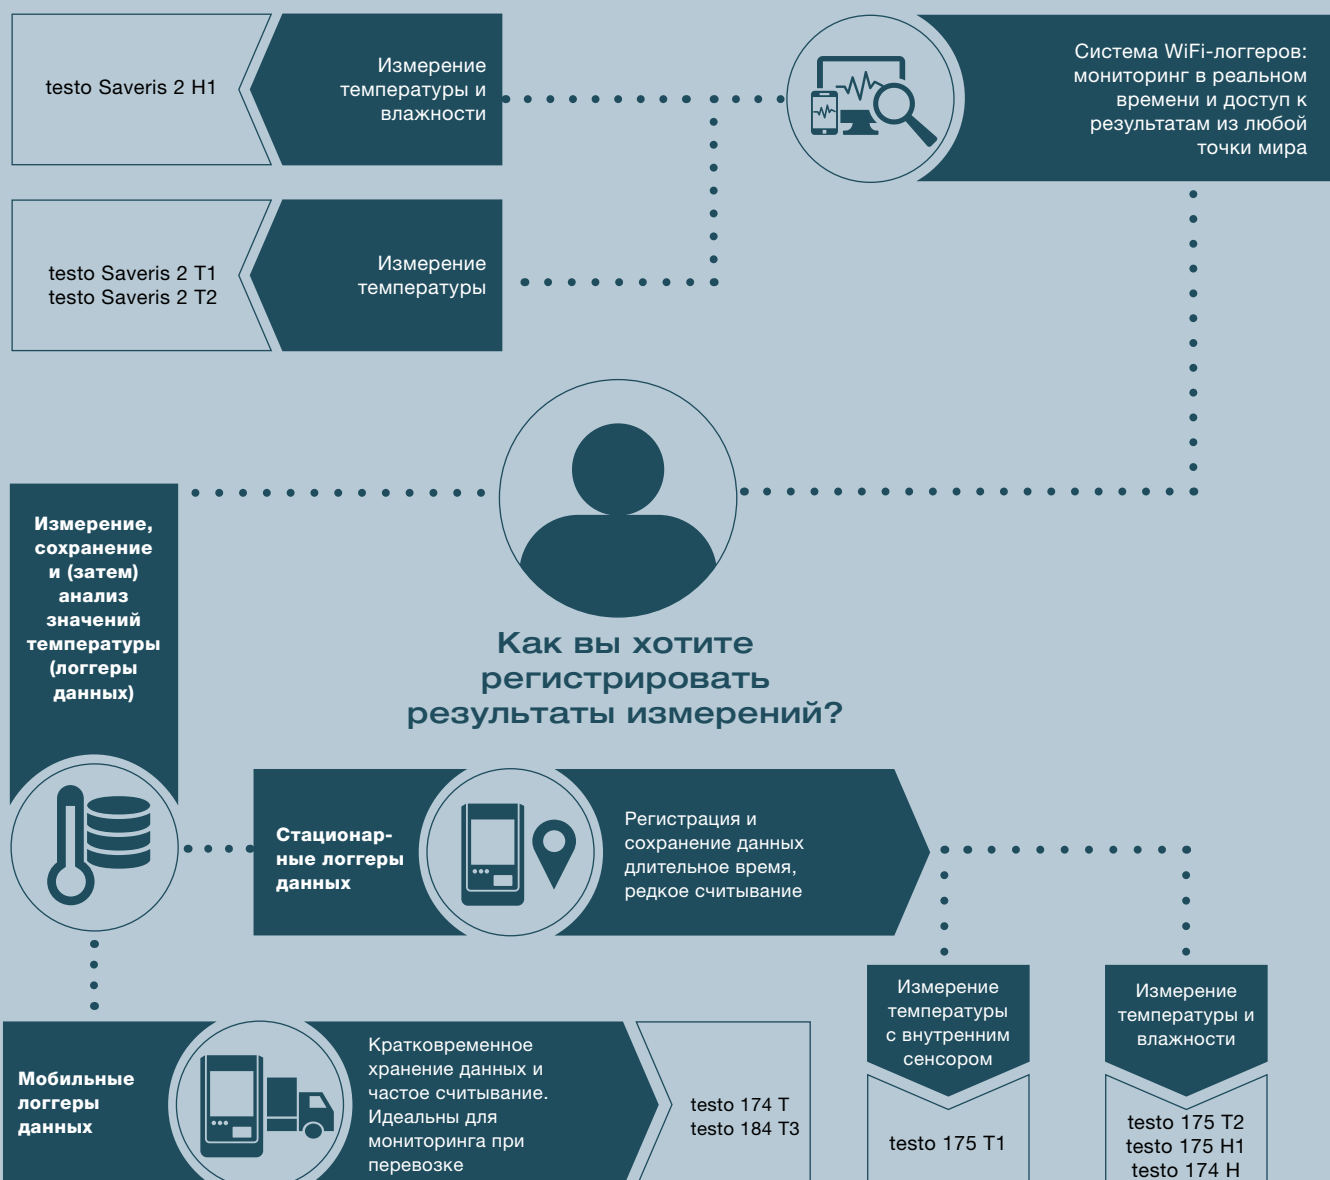 testo Saveris 2 H1
Измерение
температуры и
влажности
Система WiFi-логгеров:
мониторинг в реальном
времени и доступ к
результатам из любой
точки мира
testo Saveris 2 T1
testo Saveris 2 T2
Измерение
температуры
Измерение,
сохранение
и (затем)
анализ
значений
температуры
(логгеры
данных)
Как вы хотите
регистрировать
результаты измерений?
Стационар-
ные логгеры
данных
Регистрация и
сохранение данных
длительное время,
редкое считывание
Мобильные
логгеры
данных
Кратковременное
хранение данных и
частое считывание.
Идеальны для
мониторинга при
перевозке
testo 174 T
testo 184 T3
Измерение
температуры
с внутренним
сенсором
testo 175 T1
Измерение
температуры и
влажности
testo 175 T2
testo 175 H1
testo 174 H